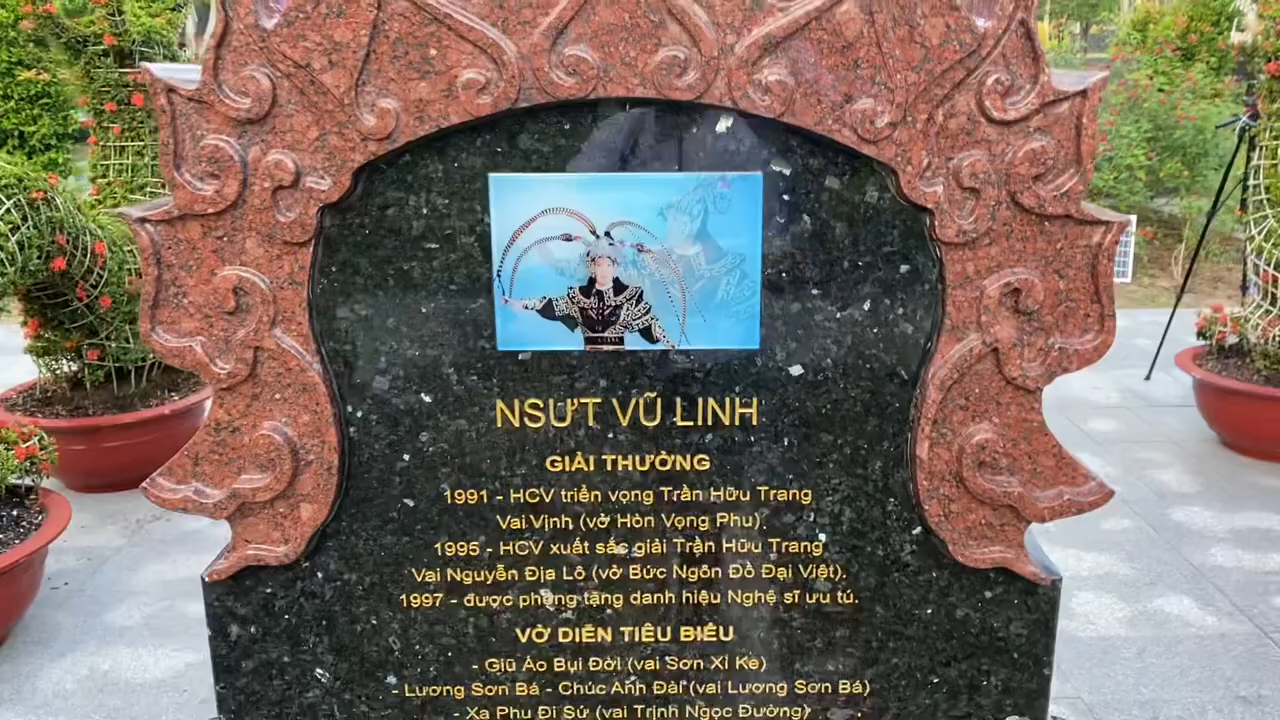 NSƯT VŨ LINH
GIẢI THƯỞNG
1991 - HCV triển vọng Trần Hữu Trang
Vai Vịnh (vở Hòn Vọng Phu).
1995 - HCV xuất sắc giải Trần Hữu Trang
Vai Nguyễn Địa Lô (vở Bức Ngôn Đồ Đại Việt).
1997 - được phong tặng danh hiệu Nghệ sĩ ưu tú.
VỞ DIỄN TIÊU BIỂU
- Giũ Áo Bụi Đời (vai Sơn Xi Ke)
- Lương Sơn Bá - Chúc Anh Đài (vai Lương Sơn Bá)
- Xa Phu Đi Sứ (vai Trịnh Ngọc Đường)